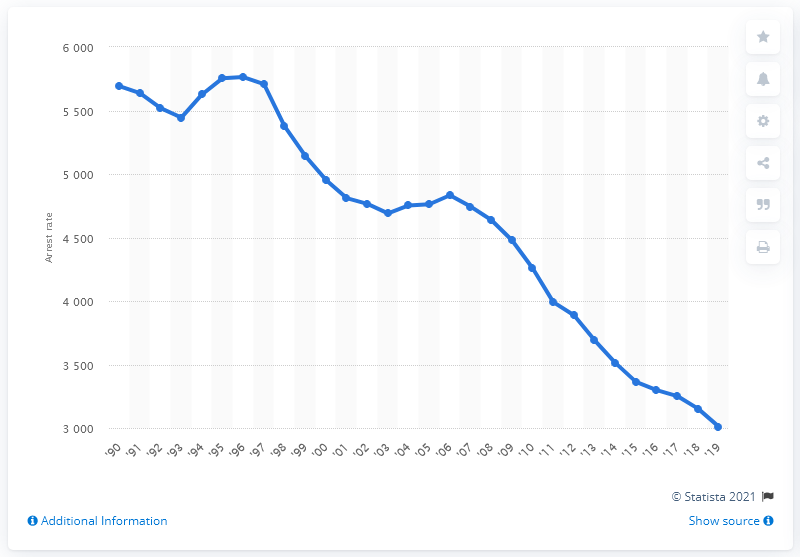 6 000
5 500
5 000
4 500
4 000
3 500
3 000
Arrest rate
'90 '91 '92 '93 '94 '95 '96 '97 '98 '99 '00 '01 '02 '03 '04 '05 '06 '07 '08 '09 '10 '11 '12 '13 '14 '15 '16 '17 '18 '19
© Statista 2021
Additional Information
Show source